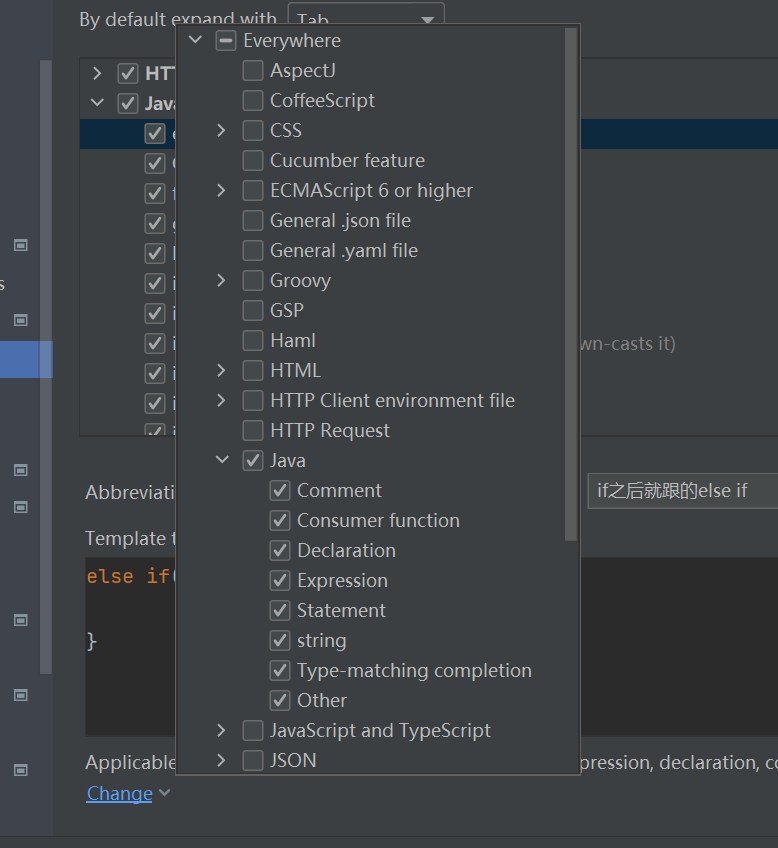 By default expand with Tab
Everywhere
AspectJ
CoffeeScript
CSS
Cucumber feature
ECMAScript 6 or higher
General .json file
General .yaml file
Groovy
GSP
Haml
wn-casts it)
HTML
HTTP Client environment file
HTTP Request
Java
Comment
Consumer function
Declaration
Expression
Statement
string
Type-matching completion
Other
JavaScript and TypeScript
JSON
HT
Jav
Abbreviati
if之后就跟的else if
Template t
else if(
}
Applicable
pression, declaration, co
Change